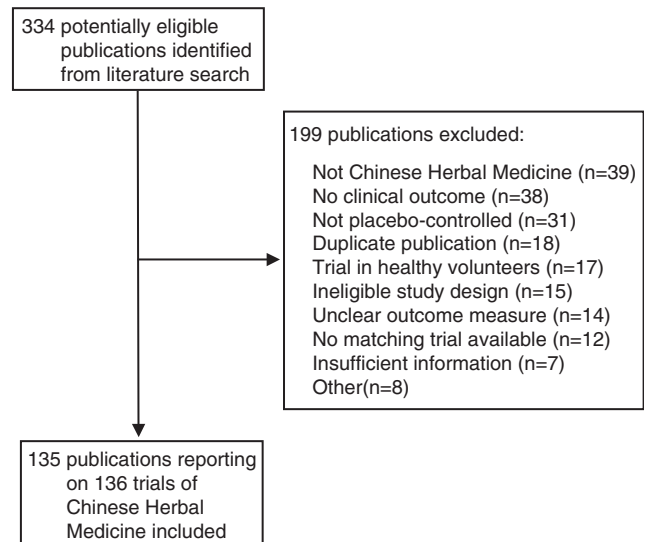 334 potentially eligible
publications identified
from literature search
199 publications excluded:
Not Chinese Herbal Medicine (n=39)
No clinical outcome (n=38)
Not placebo-controlled (n=31)
Duplicate publication (n=18)
Trial in healthy volunteers (n=17)
Ineligible study design (n=15)
Unclear outcome measure (n=14)
No matching trial available (n=12)
Insufficient information (n=7)
Other(n=8)
135 publications reporting
on 136 trials of
Chinese Herbal
Medicine included